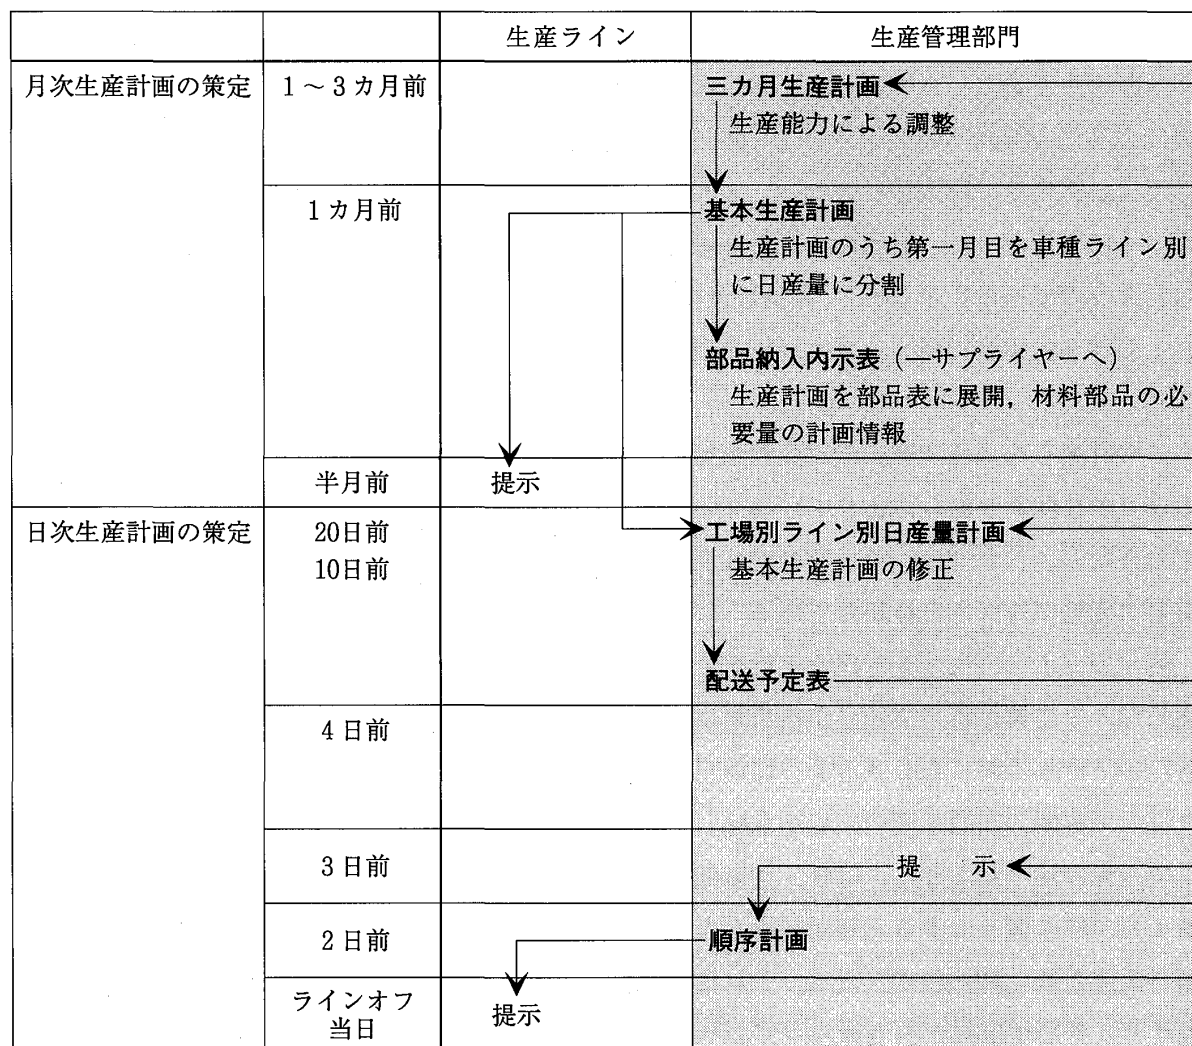 生産ライン
生産管理部門
月次生産計画の策定
1～3カ月前
三カ月生産計画
生産能力による調整
1カ月前
基本生産計画
生産計画のうち第一月目を車種ライン別
に日産量に分割
部品納入内示表（―サプライヤーへ）
生産計画を部品表に展開，材料部品の必
要量の計画情報
半月前
提示
日次生産計画の策定
20日前
10日前
工場別ライン別日産量計画
基本生産計画の修正
配送予定表
4日前
3日前
提　示
2日前
順序計画
ラインオフ
当日
提示